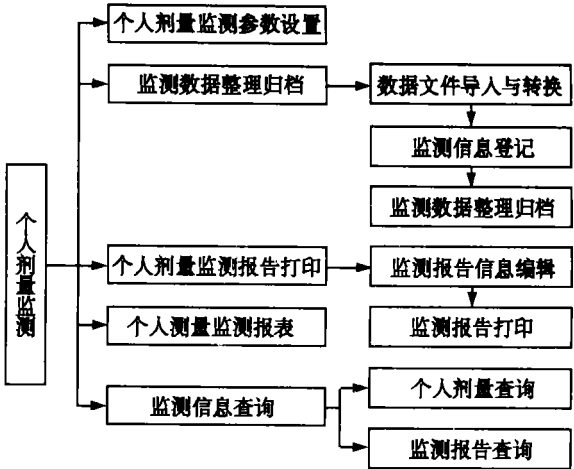 个人剂量监测参数设置
监测数据整理归档
数据文件导入与转换
监测信息登记
监测数据整理归档
个人剂量监测
个人剂量监测报告打印
监测报告信息编辑
个人测量监测报表
监测报告打印
监测信息查询
个人剂量查询
监测报告查询